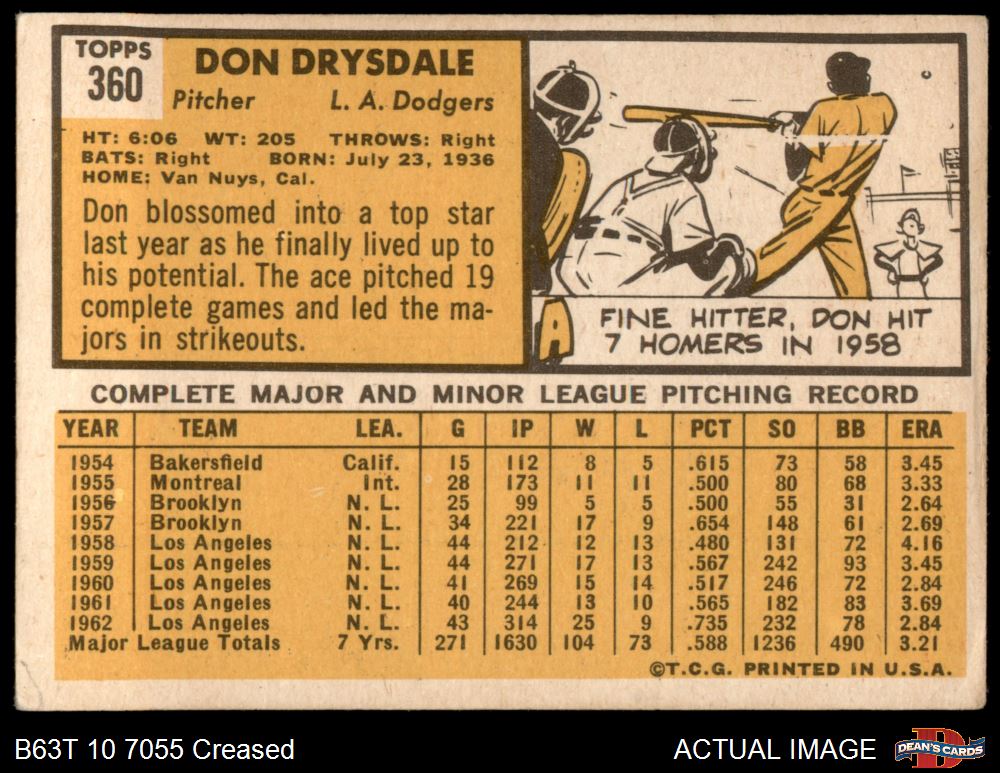 TOPPS
360
DON DRYSDALE
Pitcher L. A. Dodgers
HT: 6:06 WT: 205 THROWS: Right
BATS: Right BORN: July 23, 1936
HOME: Van Nuys, Cal.
Don blossomed into a top star
last year as he finally lived up to
his potential. The ace pitched 19
complete games and led the ma-
jors in strikeouts.
FINE HITTER, DON HIT
7 HOMERS IN 1958
COMPLETE MAJOR AND MINOR LEAGUE PITCHING RECORD
YEAR TEAM LEA. G IP W L PCT SO BB ERA
1954 Bakersfield Calif. 15 112 8 5 .615 73 58 3.45
1955 Montreal Int. 28 173 11 11 .500 80 68 3.33
1956 Brooklyn N. L. 25 99 5 5 .500 55 31 2.64
1957 Brooklyn N. L. 34 221 17 9 .654 148 61 2.69
1958 Los Angeles N. L. 44 212 12 13 .480 131 72 4.16
1959 Los Angeles N. L. 44 271 17 13 .567 242 93 3.45
1960 Los Angeles N. L. 41 269 15 14 .517 246 72 2.84
1961 Los Angeles N. L. 40 244 13 10 .565 182 83 3.69
1962 Los Angeles N. L. 43 314 25 9 .735 232 78 2.84
Major League Totals 7 Yrs. 271 1630 104 73 .588 1236 490 3.21
©T.C.G. PRINTED IN U.S.A.
B63T 10 7055 Creased
ACTUAL IMAGE
DEAN'S CARDS